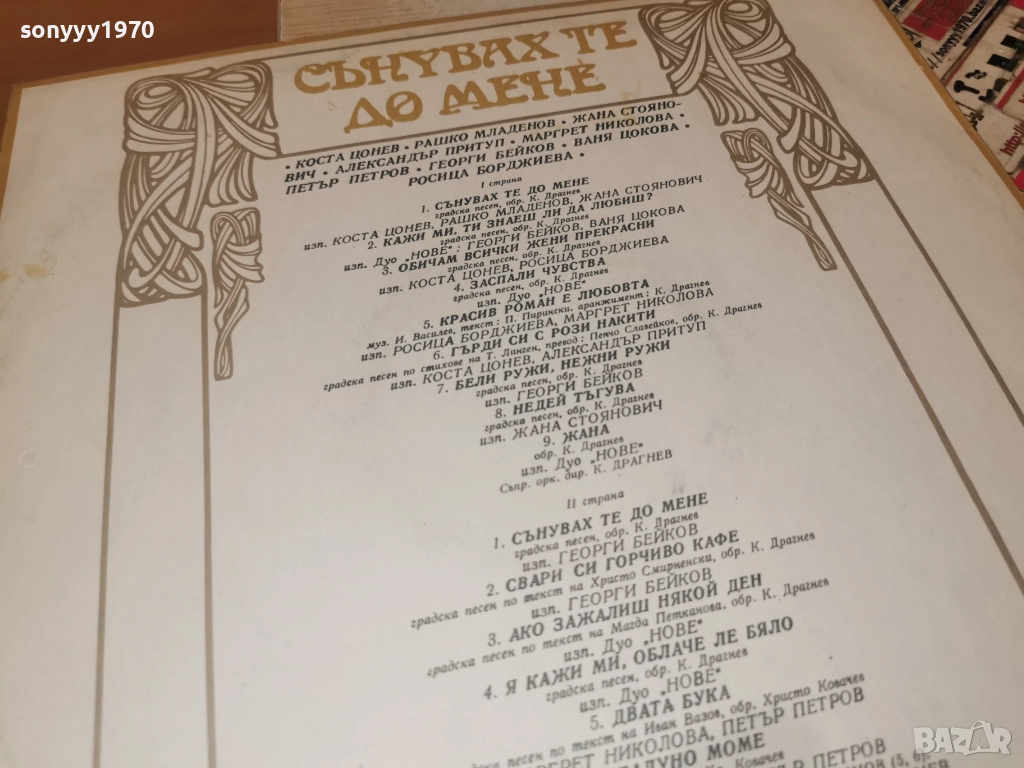 sonyyy1970
СЪНУВАХ ТЕ
ДО МЕНЕ
• КОСТА ЦОНЕВ • РАШКО МЛАДЕНОВ • ЖАНА СТОЯНО-
ВИЧ • АЛЕКСАНДЪР ПРИТУП • МАРГРЕТ НИКОЛОВА •
ПЕТЪР ПЕТРОВ • ГЕОРГИ БЕЙКОВ • ВАНЯ ЦОКОВА •
РОСИЦА БОРДЖИЕВА •
I страна
1. СЪНУВАХ ТЕ ДО МЕНЕ
градска песен, обр. К. Драгнев
изп. КОСТА ЦОНЕВ, РАШКО МЛАДЕНОВ, ЖАНА СТОЯНОВИЧ
2. КАЖИ МИ, ТИ ЗНАЕШ ЛИ ДА ЛЮБИШ?
градска песен, обр. К. Драгнев
изп. Дуо „НОВЕ": ГЕОРГИ БЕЙКОВ, ВАНЯ ЦОКОВА
3. ОБИЧАМ ВСИЧКИ ЖЕНИ ПРЕКРАСНИ
градска песен, обр. К. Драгнев
изп. КОСТА ЦОНЕВ, РОСИЦА БОРДЖИЕВА
4. ЗАСПАЛИ ЧУВСТВА
градска песен, обр. К. Драгнев
изп. Дуо „НОВЕ"
5. КРАСИВ РОМАН Е ЛЮБОВТА
муз. И. Василев, текст: П. Пирински, аранжимент: К. Драгнев
изп. РОСИЦА БОРДЖИЕВА, МАРГРЕТ НИКОЛОВА
6. ГЪРДИ СИ С РОЗИ НАКИТИ
градска песен по стихове на Т. Линген, превод: Пенчо Славейков, обр. К. Драгнев
изп. КОСТА ЦОНЕВ, АЛЕКСАНДЪР ПРИТУП
7. БЕЛИ РУЖИ, НЕЖНИ РУЖИ
градска песен, обр. К. Драгнев
изп. ГЕОРГИ БЕЙКОВ
8. НЕДЕЙ ТЪГУВА
градска песен, обр. К. Драгнев
изп. ЖАНА СТОЯНОВИЧ
9. ЖАНА
обр. К. Драгнев
изп. Дуо „НОВЕ"
Съпр. орк. дир. К. ДРАГНЕВ
II страна
1. СЪНУВАХ ТЕ ДО МЕНЕ
градска песен, обр. К. Драгнев
изп. ГЕОРГИ БЕЙКОВ
2. СВАРИ СИ ГОРЧИВО КАФЕ
градска песен по текст на Христо Смирненски, обр. К. Драгнев
изп. ГЕОРГИ БЕЙКОВ
3. АКО ЗАЖАЛИШ НЯКОЙ ДЕН
градска песен по текст на Магда Петканова, обр. К. Драгнев
изп. Дуо „НОВЕ"
4. Я КАЖИ МИ, ОБЛАЧЕ ЛЕ БЯЛО
градска песен, обр. К. Драгнев
изп. Дуо „НОВЕ"
5. ДВАТА БУКА
песен по текст на Иван Вазов, обр. Христо Ковачев
НИКОЛОВА, ПЕТЪР ПЕТРОВ
МОМЕ
Ковачев
ПЕТРОВ
BAZAR